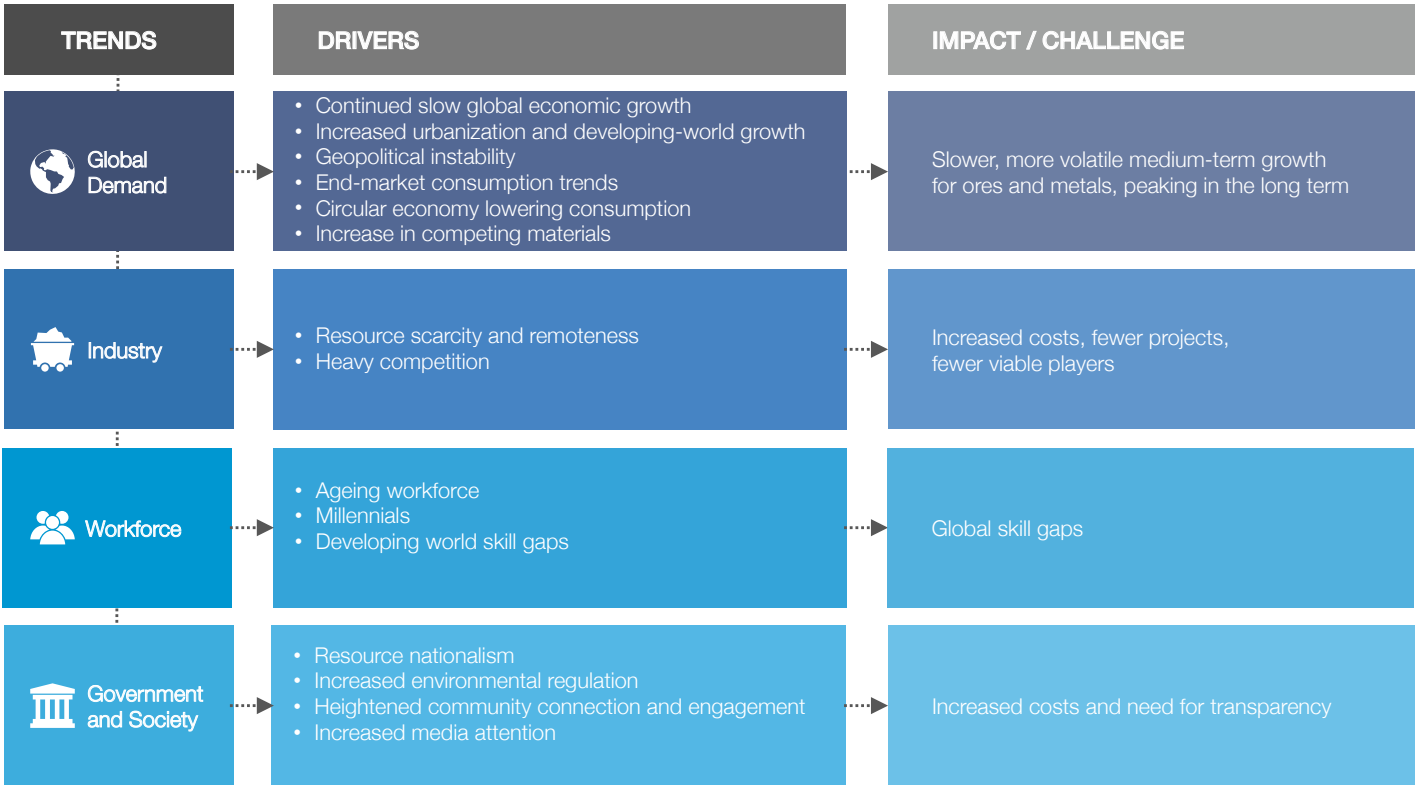 TRENDS
DRIVERS
IMPACT / CHALLENGE
Global
Demand
• Continued slow global economic growth
• Increased urbanization and developing-world growth
• Geopolitical instability
• End-market consumption trends
• Circular economy lowering consumption
• Increase in competing materials
Slower, more volatile medium-term growth
for ores and metals, peaking in the long term
Industry
• Resource scarcity and remoteness
• Heavy competition
Increased costs, fewer projects,
fewer viable players
Workforce
• Ageing workforce
• Millennials
• Developing world skill gaps
Global skill gaps
Government
and Society
• Resource nationalism
• Increased environmental regulation
• Heightened community connection and engagement
• Increased media attention
Increased costs and need for transparency